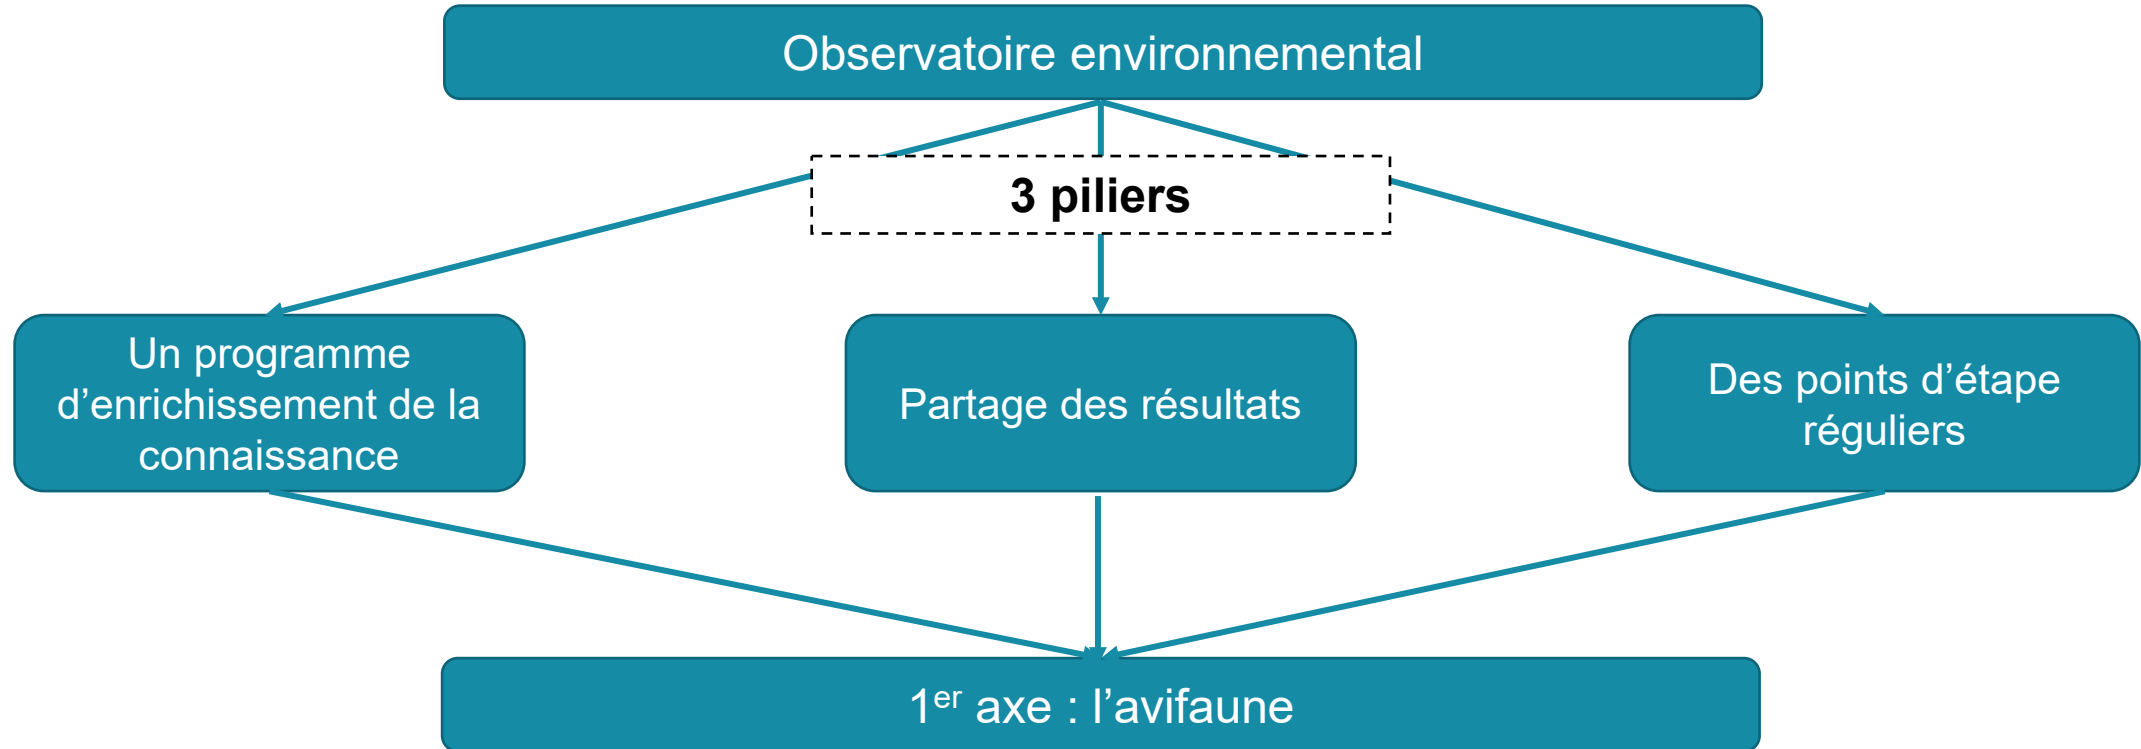 Observatoire environnemental
3 piliers
Un programme
d’enrichissement de la
connaissance
Partage des résultats
Des points d’étape
réguliers
1er axe : l’avifaune